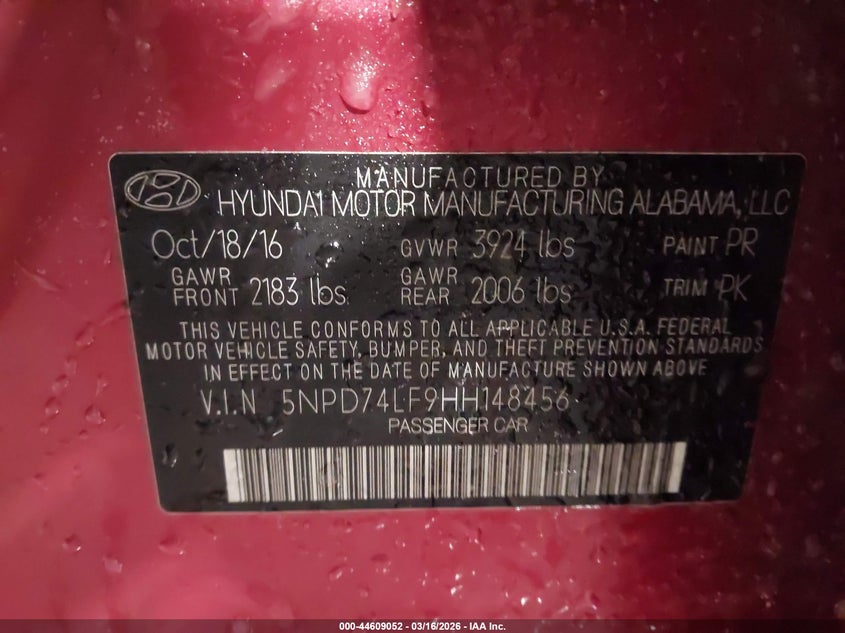 MANUFACTURED BY
HYUNDAI MOTOR MANUFACTURING ALABAMA, LLC
Oct/18/16 GVWR 3924 lbs PAINT PR
GAWR FRONT 2183 lbs GAWR REAR 2006 lbs TRIM PK
THIS VEHICLE CONFORMS TO ALL APPLICABLE U.S.A. FEDERAL
MOTOR VEHICLE SAFETY, BUMPER, AND THEFT PREVENTION STANDARDS
IN EFFECT ON THE DATE OF MANUFACTURE SHOWN ABOVE
V.I.N 5NPD74LF9HH148456
PASSENGER CAR
000-44609052 - 03/16/2026 - IAA Inc.